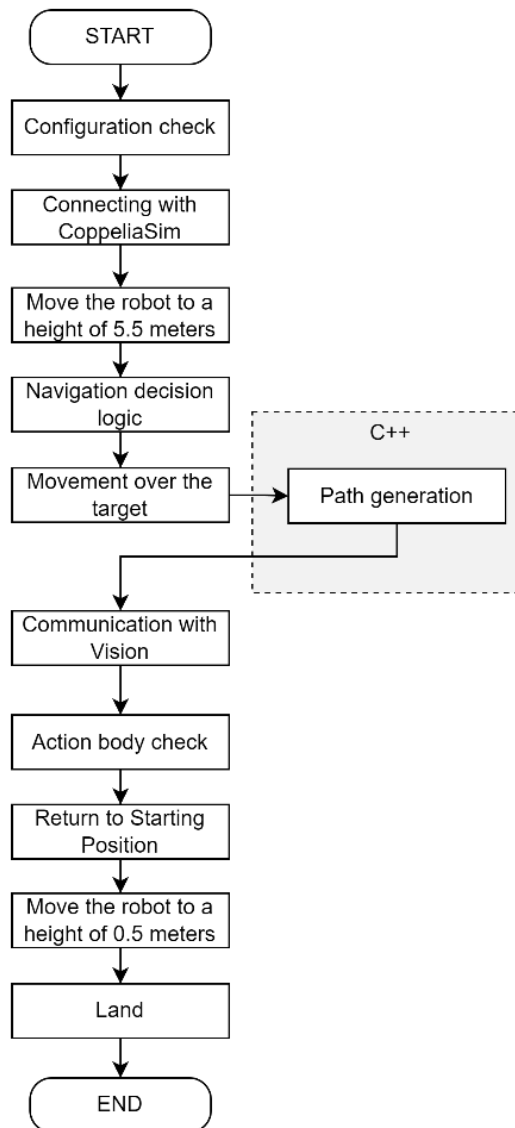 START
Configuration check
Connecting with
CoppeliaSim
Move the robot to a
height of 5.5 meters
Navigation decision
logic
Movement over the
target
C++
Path generation
Communication with
Vision
Action body check
Return to Starting
Position
Move the robot to a
height of 0.5 meters
Land
END